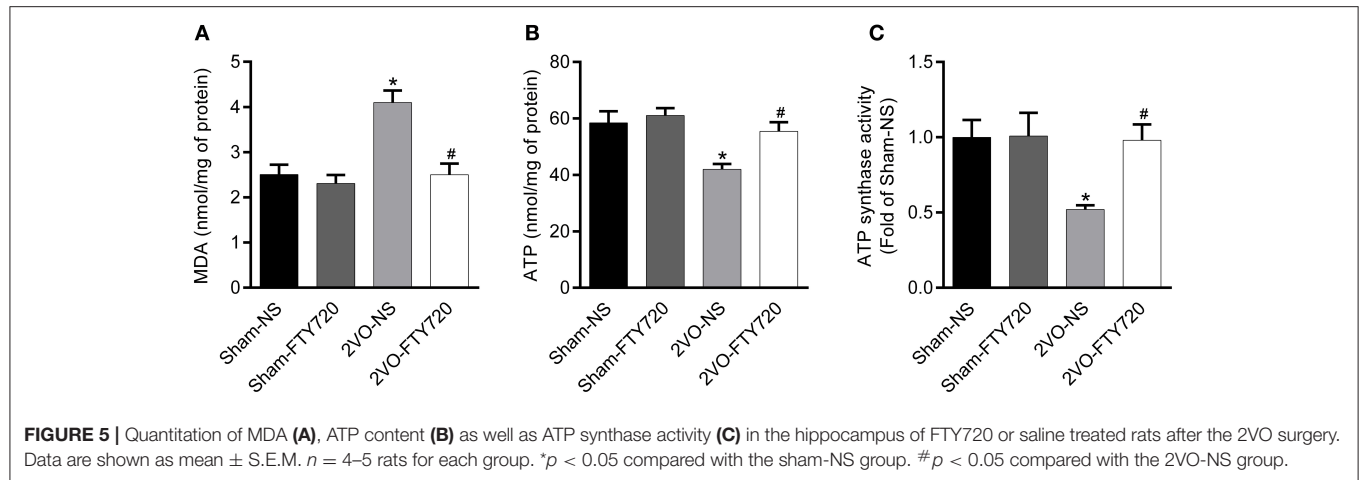 A
MDA (nmol/mg of protein)
5
4
3
2
1
0
*
#
Sham-NS
Sham-FTY720
2VO-NS
2VO-FTY720
B
ATP (nmol/mg of protein)
80
60
40
20
0
*
#
Sham-NS
Sham-FTY720
2VO-NS
2VO-FTY720
C
ATP synthase activity
(Fold of Sham-NS)
1.5
1.0
0.5
0.0
*
#
Sham-NS
Sham-FTY720
2VO-NS
2VO-FTY720
FIGURE 5 | Quantitation of MDA (A), ATP content (B) as well as ATP synthase activity (C) in the hippocampus of FTY720 or saline treated rats after the 2VO surgery.
Data are shown as mean ± S.E.M. n = 4–5 rats for each group. *p < 0.05 compared with the sham-NS group. #p < 0.05 compared with the 2VO-NS group.